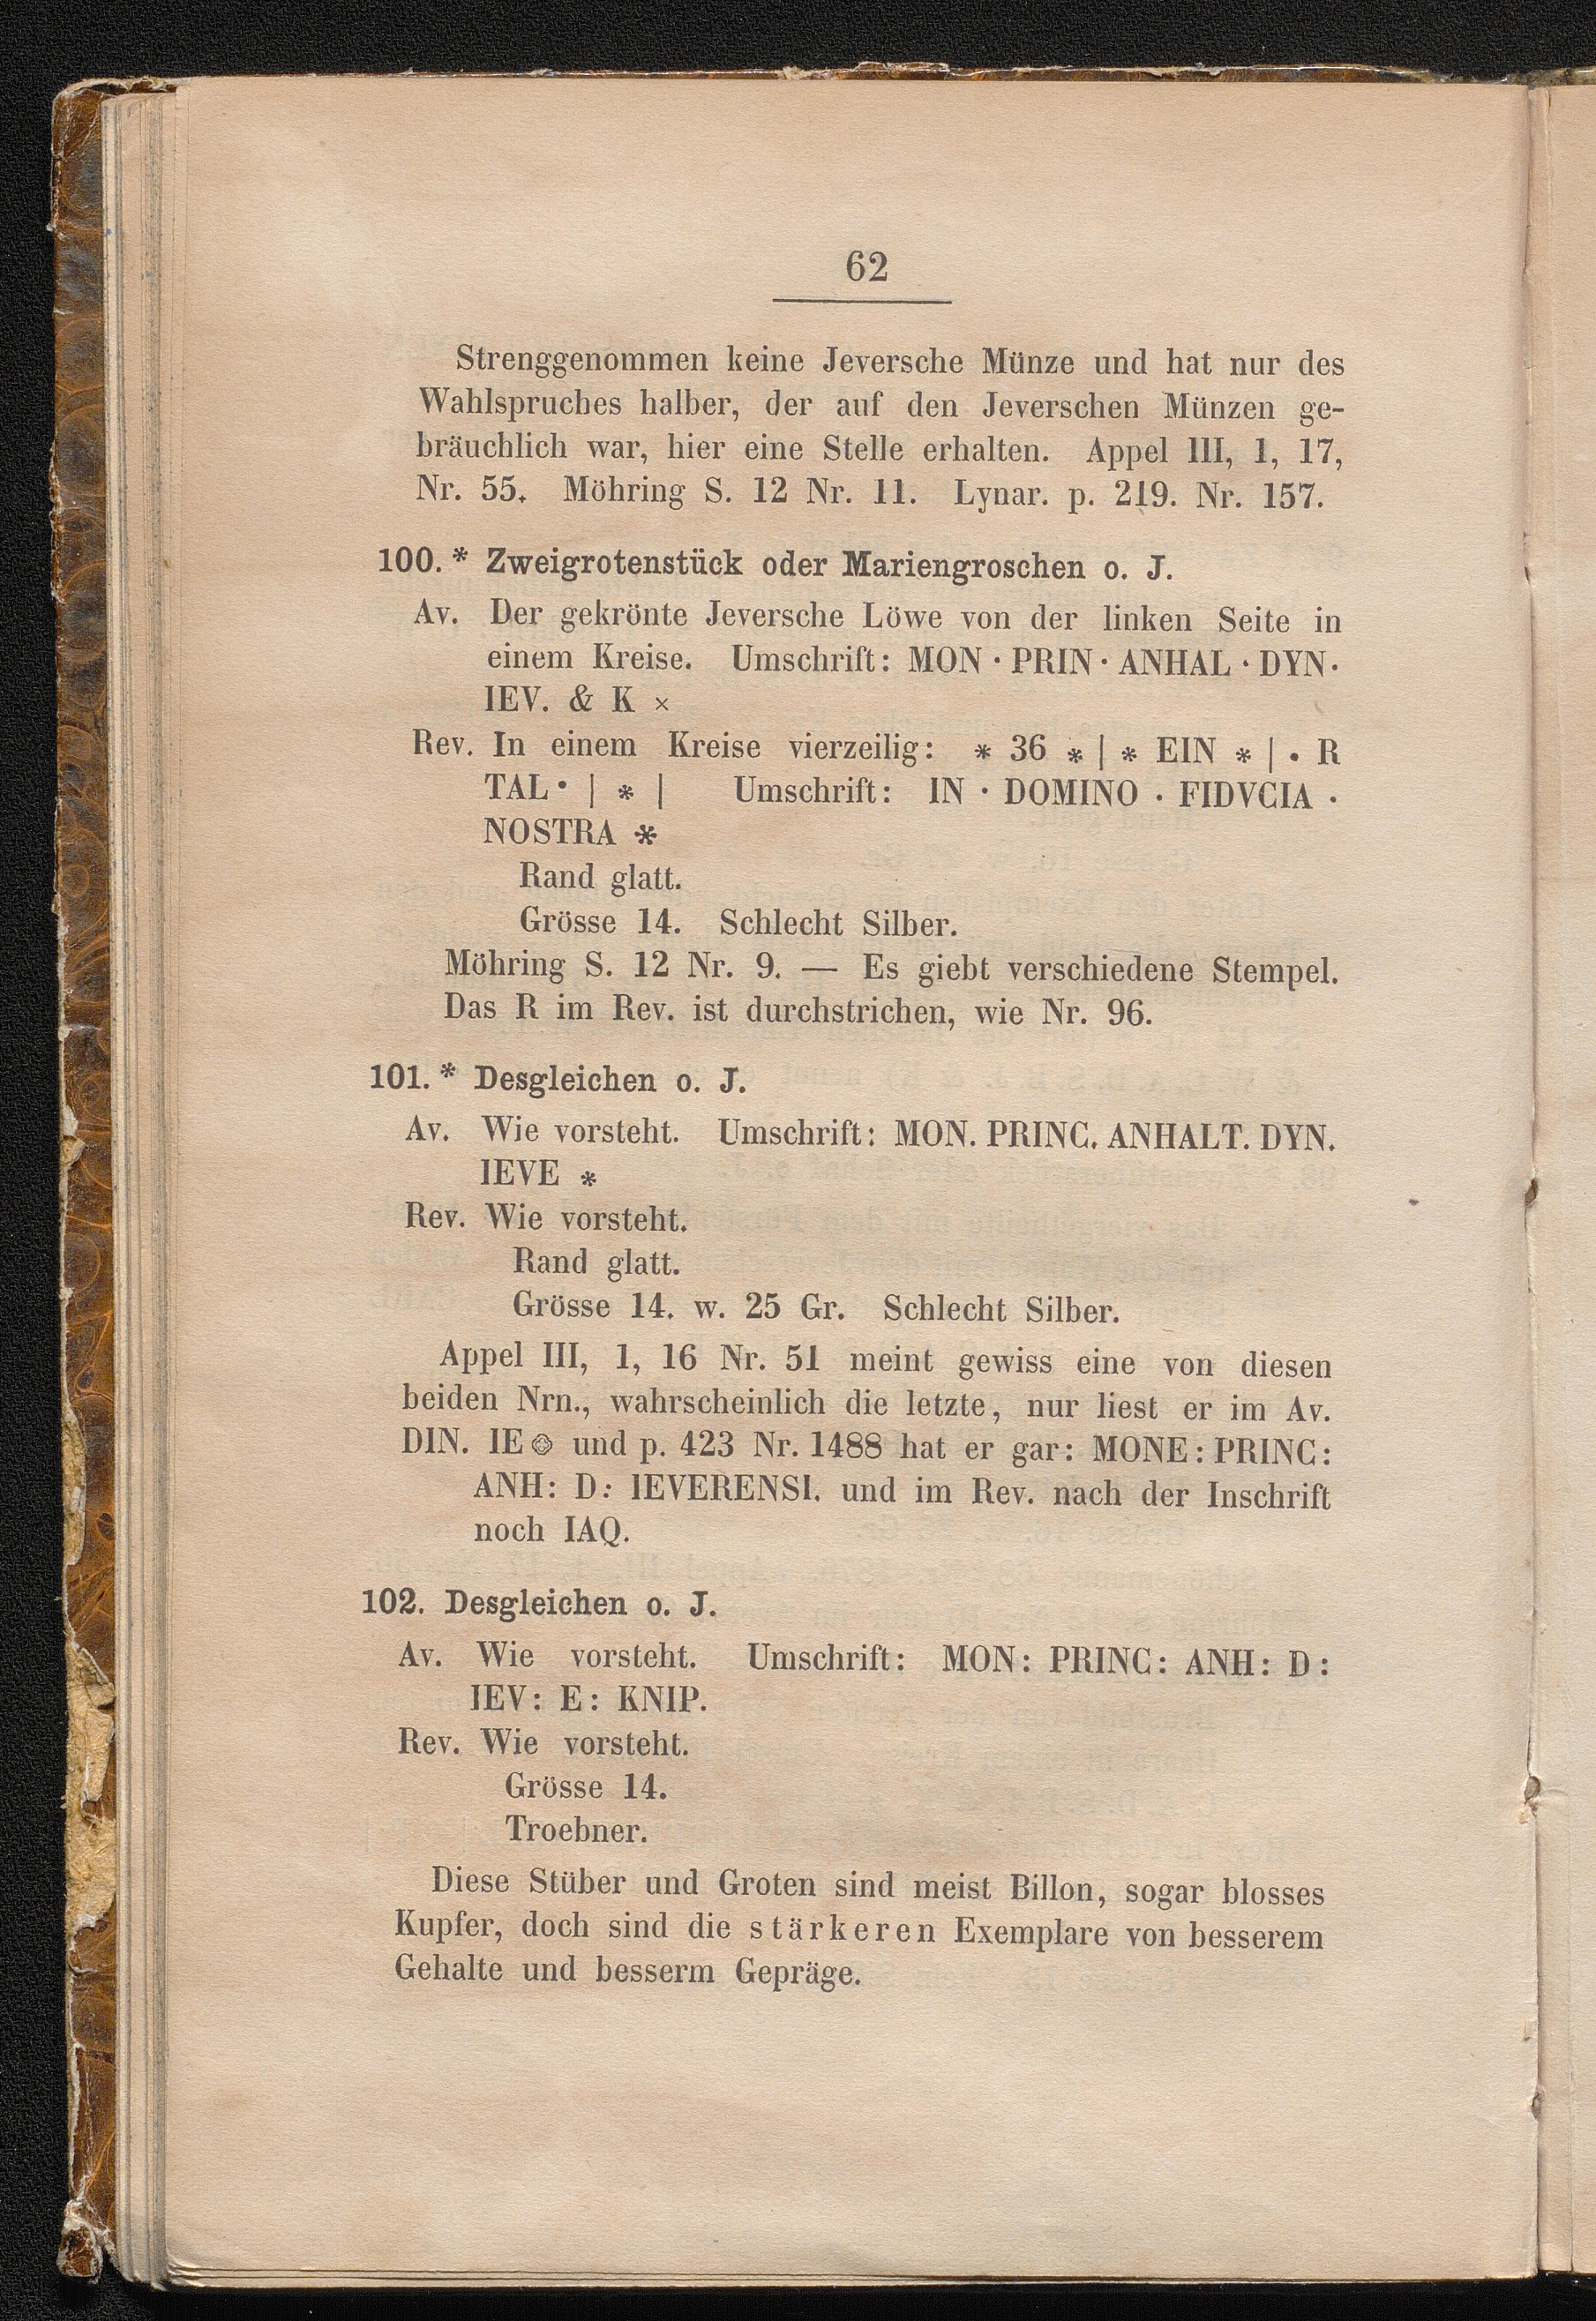 62
Strenggenommen keine Jeversche Münze und hat nur des
Wahlspruches halber, der auf den Jeverschen Münzen ge-
bräuchlich war, hier eine Stelle erhalten. Appel III, 1, 17,
Nr. 55. Möhring S. 12 Nr. 11. Lynar. p. 219. Nr. 157.
100.* Zweigrotenstück oder Mariengroschen o. J.
Av. Der gekrönte Jeversche Löwe von der linken Seite in
einem Kreise. Umschrift: MON · PRIN · ANHAL · DYN·
IEV. & K ×
Rev. In einem Kreise vierzeilig: * 36 * | * EIN * | • R
TAL • | * | Umschrift: IN · DOMINO . FIDVCIA ·
NOSTRA *
Rand glatt.
Grösse 14. Schlecht Silber.
Möhring S. 12 Nr. 9. — Es giebt verschiedene Stempel.
Das R im Rev. ist durchstrichen, wie Nr. 96.
101.* Desgleichen o. J.
Av. Wie vorsteht. Umschrift: MON. PRINC. ANHALT. DYN.
IEVE *
Rev. Wie vorsteht.
Rand glatt.
Grösse 14. w. 25 Gr. Schlecht Silber.
Appel III, 1, 16 Nr. 51 meint gewiss eine von diesen
beiden Nrn., wahrscheinlich die letzte, nur liest er im Av.
DIN. IE ⌾ und p. 423 Nr. 1488 hat er gar: MONE: PRINC:
ANH: D: IEVERENSI. und im Rev. nach der Inschrift
noch IAQ.
102. Desgleichen o. J.
Av. Wie vorsteht. Umschrift: MON: PRINC: ANH: D:
IEV: E: KNIP.
Rev. Wie vorsteht.
Grösse 14.
Troebner.
Diese Stüber und Groten sind meist Billon, sogar blosses
Kupfer, doch sind die stärkeren Exemplare von besserem
Gehalte und besserm Gepräge.